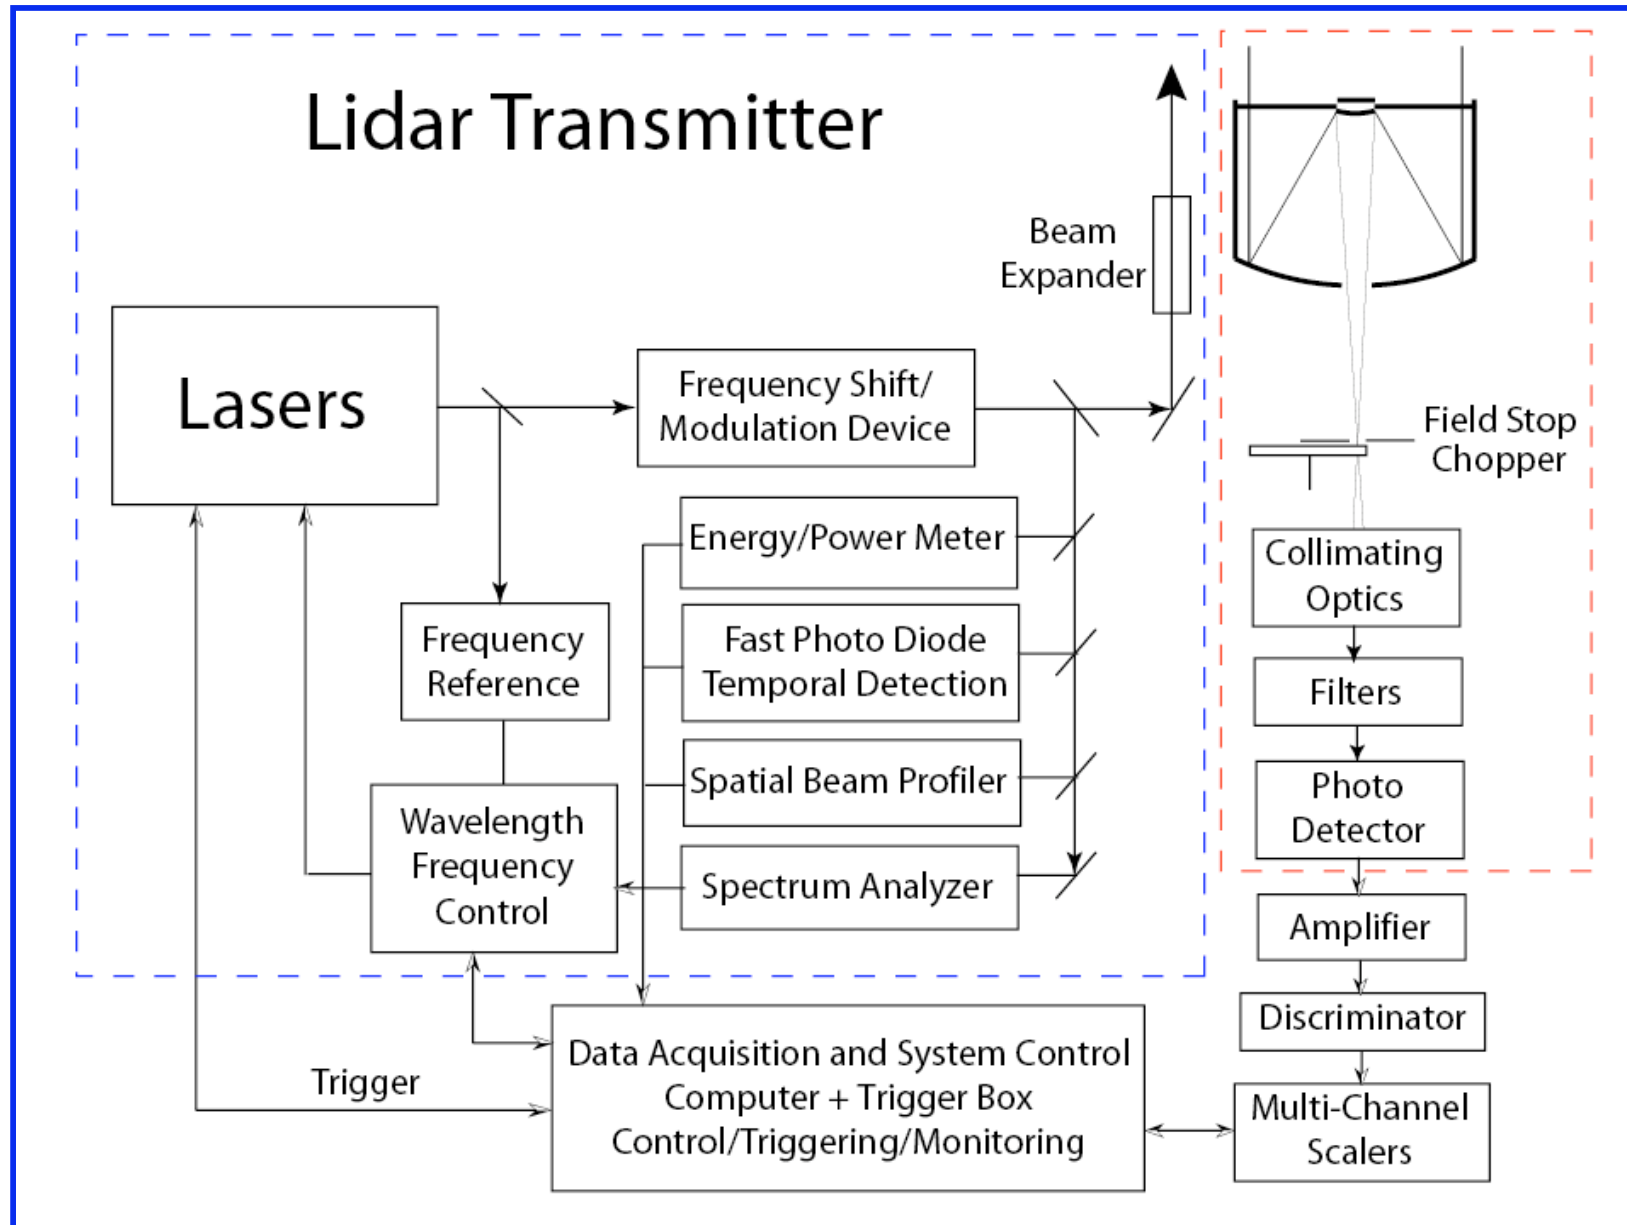 Lidar Transmitter
Beam
Expander
Lasers
Frequency Shift/
Modulation Device
Field Stop
Chopper
Energy/Power Meter
Collimating
Optics
Frequency
Reference
Fast Photo Diode
Temporal Detection
Filters
Spatial Beam Profiler
Photo
Detector
Wavelength
Frequency
Control
Spectrum Analyzer
Amplifier
Discriminator
Trigger
Data Acquisition and System Control
Computer + Trigger Box
Control/Triggering/Monitoring
Multi-Channel
Scalers